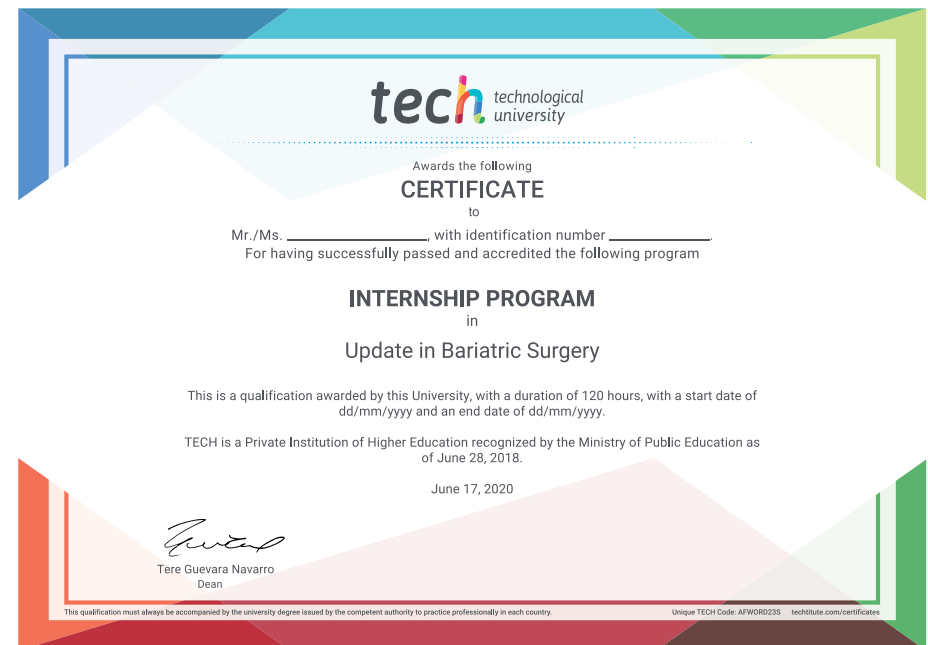 tech technological
university
Awards the following
CERTIFICATE
to
Mr./Ms. ____________, with identification number ____________.
For having successfully passed and accredited the following program
INTERNSHIP PROGRAM
in
Update in Bariatric Surgery
This is a qualification awarded by this University, with a duration of 120 hours, with a start date of
dd/mm/yyyy and an end date of dd/mm/yyyy.
TECH is a Private Institution of Higher Education recognized by the Ministry of Public Education as
of June 28, 2018.
June 17, 2020
Tere Guevara Navarro
Dean
This qualification must always be accompanied by the university degree issued by the competent authority to practice professionally in each country.
Unique TECH Code: AFWORD23S techtitute.com/certificates